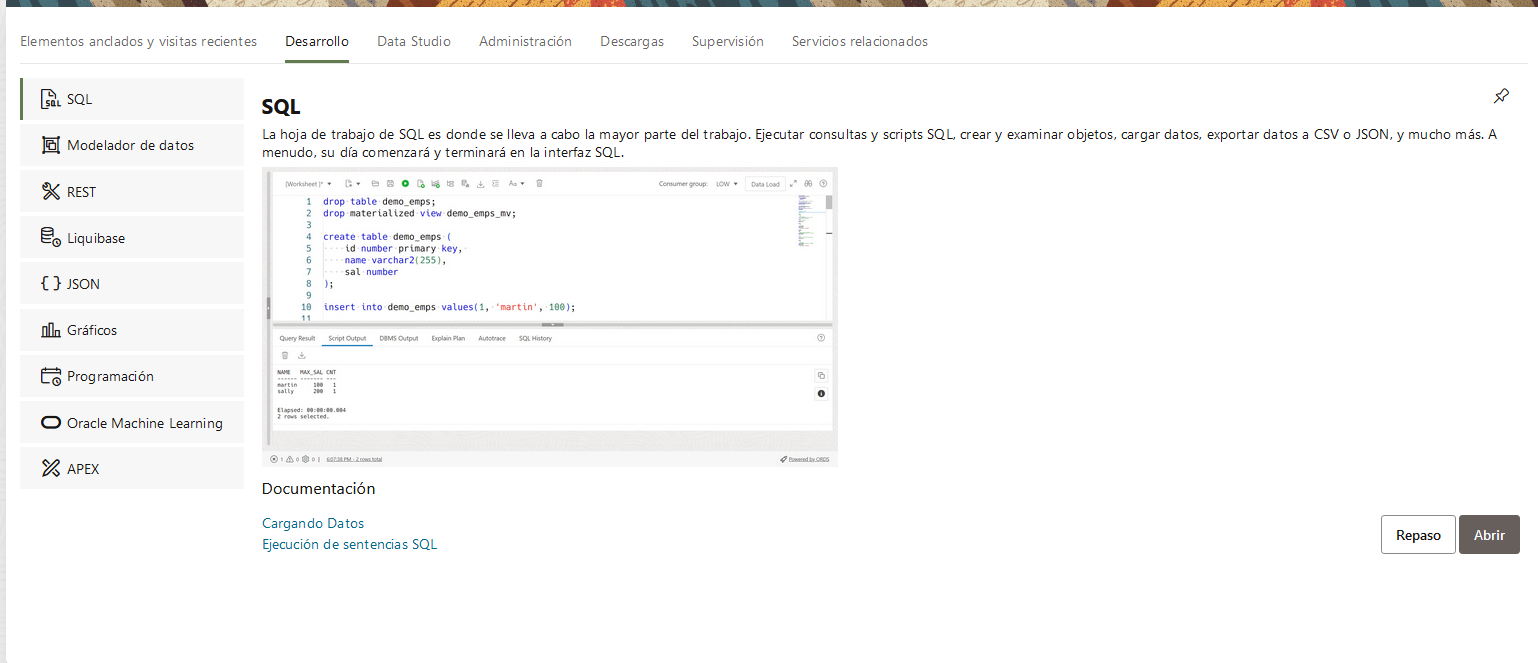 Elementos anclados y visitas recientes
Desarrollo
Data Studio
Administración
Descargas
Supervisión
Servicios relacionados
SQL
Modelador de datos
REST
Liquibase
JSON
Gráficos
Programación
Oracle Machine Learning
APEX
SQL
La hoja de trabajo de SQL es donde se lleva a cabo la mayor parte del trabajo. Ejecutar consultas y scripts SQL, crear y examinar objetos, cargar datos, exportar datos a CSV o JSON, y mucho más. A
menudo, su día comenzará y terminará en la interfaz SQL.
[Worksheet ]*
Aa
Consumer group: LOW
Data Load
1 drop table demo_emps;
2 drop materialized view demo_emps_mv;
3
4 create table demo_emps (
5 id number primary key,
6 name varchar2(255),
7 sal number
8 );
9
10 insert into demo_emps values(1, 'martin', 100);
11
Query Result
Script Output
DBMS Output
Explain Plan
Autotrace
SQL History
NAME MAX_SAL CNT
------ ------- ---
martin 100 1
sally 200 1
Elapsed: 00:00:00.004
2 rows selected.
1 0 0 | 6:07:38 PM - 2 rows total
Powered by ORDS
Documentación
Cargando Datos
Ejecución de sentencias SQL
Repaso
Abrir